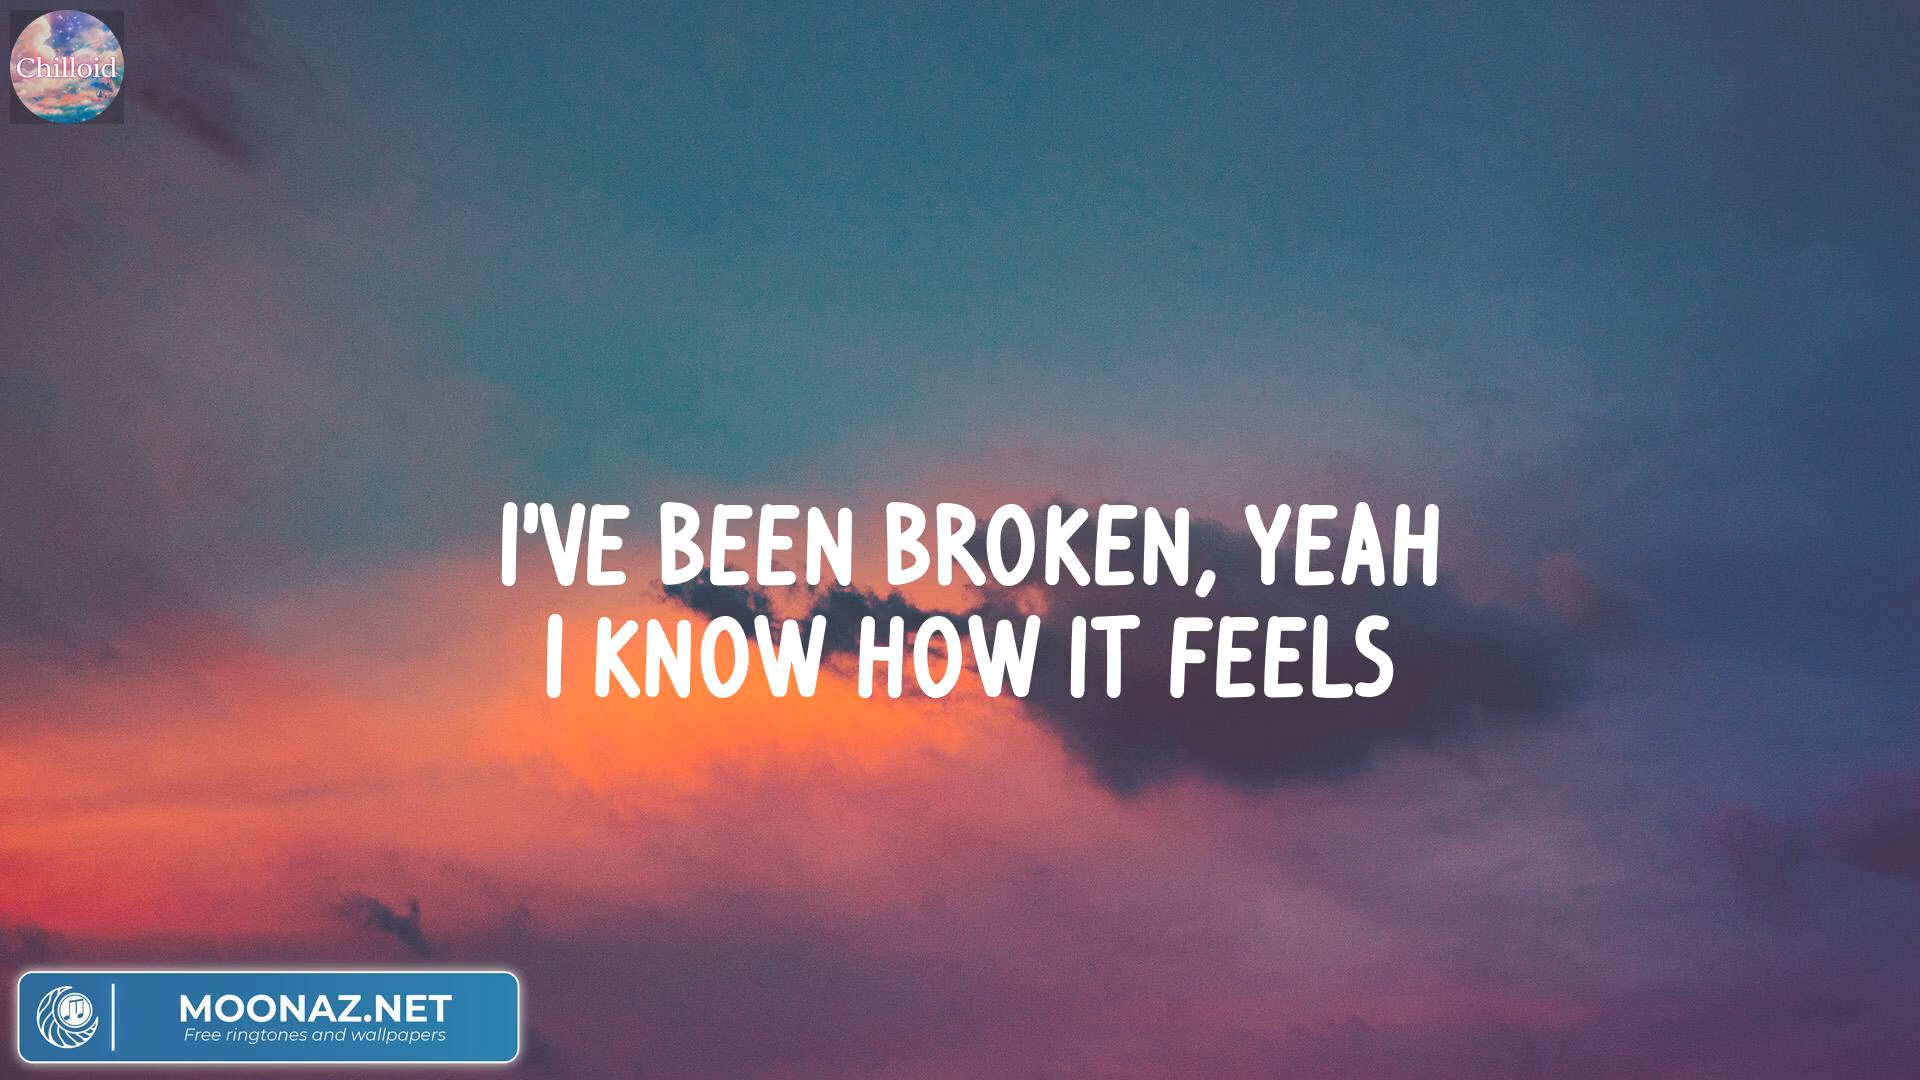 Chilloid
I'VE BEEN BROKEN, YEAH
I KNOW HOW IT FEELS
MOONAZ.NET
Free ringtones and wallpapers